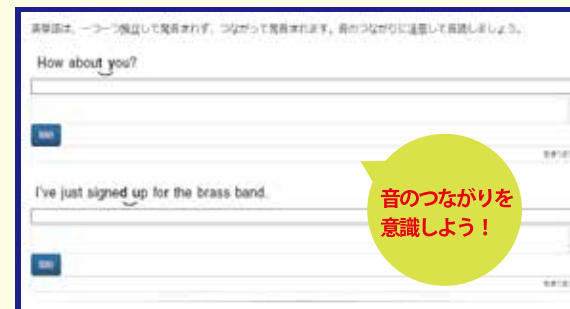 英単語は、一つ一つ独立して発音されず、つながって発音されます。音のつながりに注意して音読しましょう。
How about you?
I've just signed up for the brass band.
音のつながりを
意識しよう！